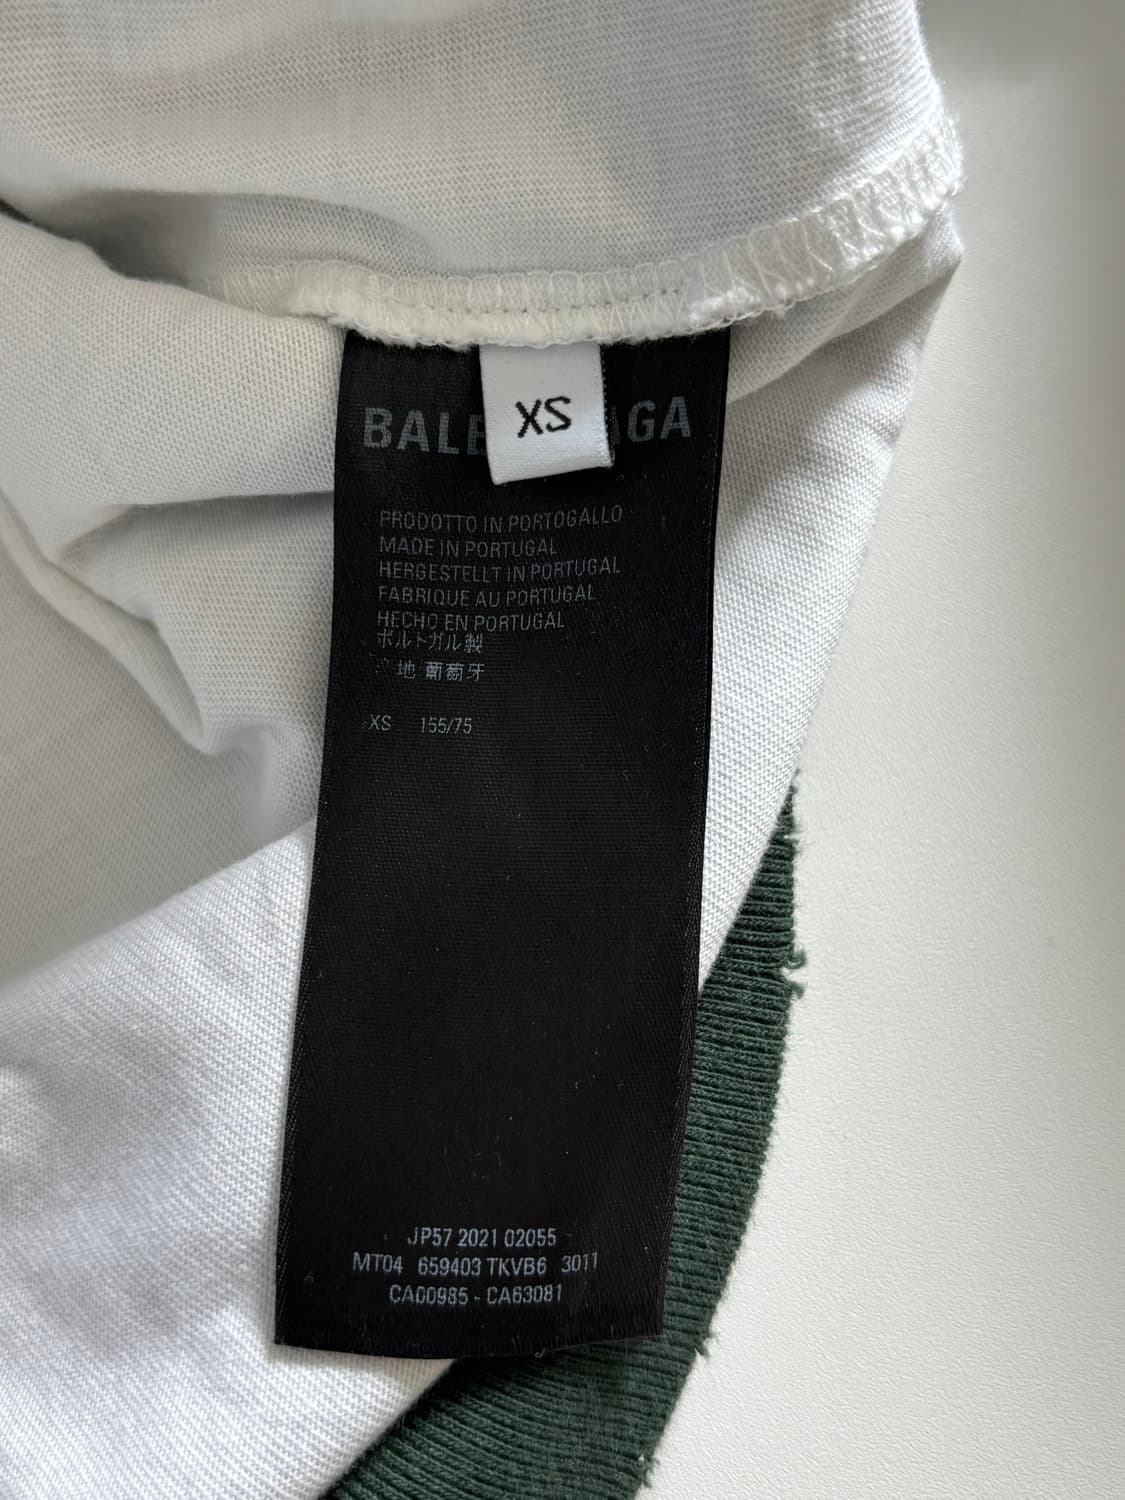 XS
BALE AGA
PRODOTTO IN PORTOGALLO
MADE IN PORTUGAL
HERGESTELLT IN PORTUGAL
FABRIQUE AU PORTUGAL
HECHO EN PORTUGAL
ポルトガル製
地 葡萄牙
XS 155/75
JP57 2021 02055
MT04 659403 TKVB6 3011
CA00985 - CA63081